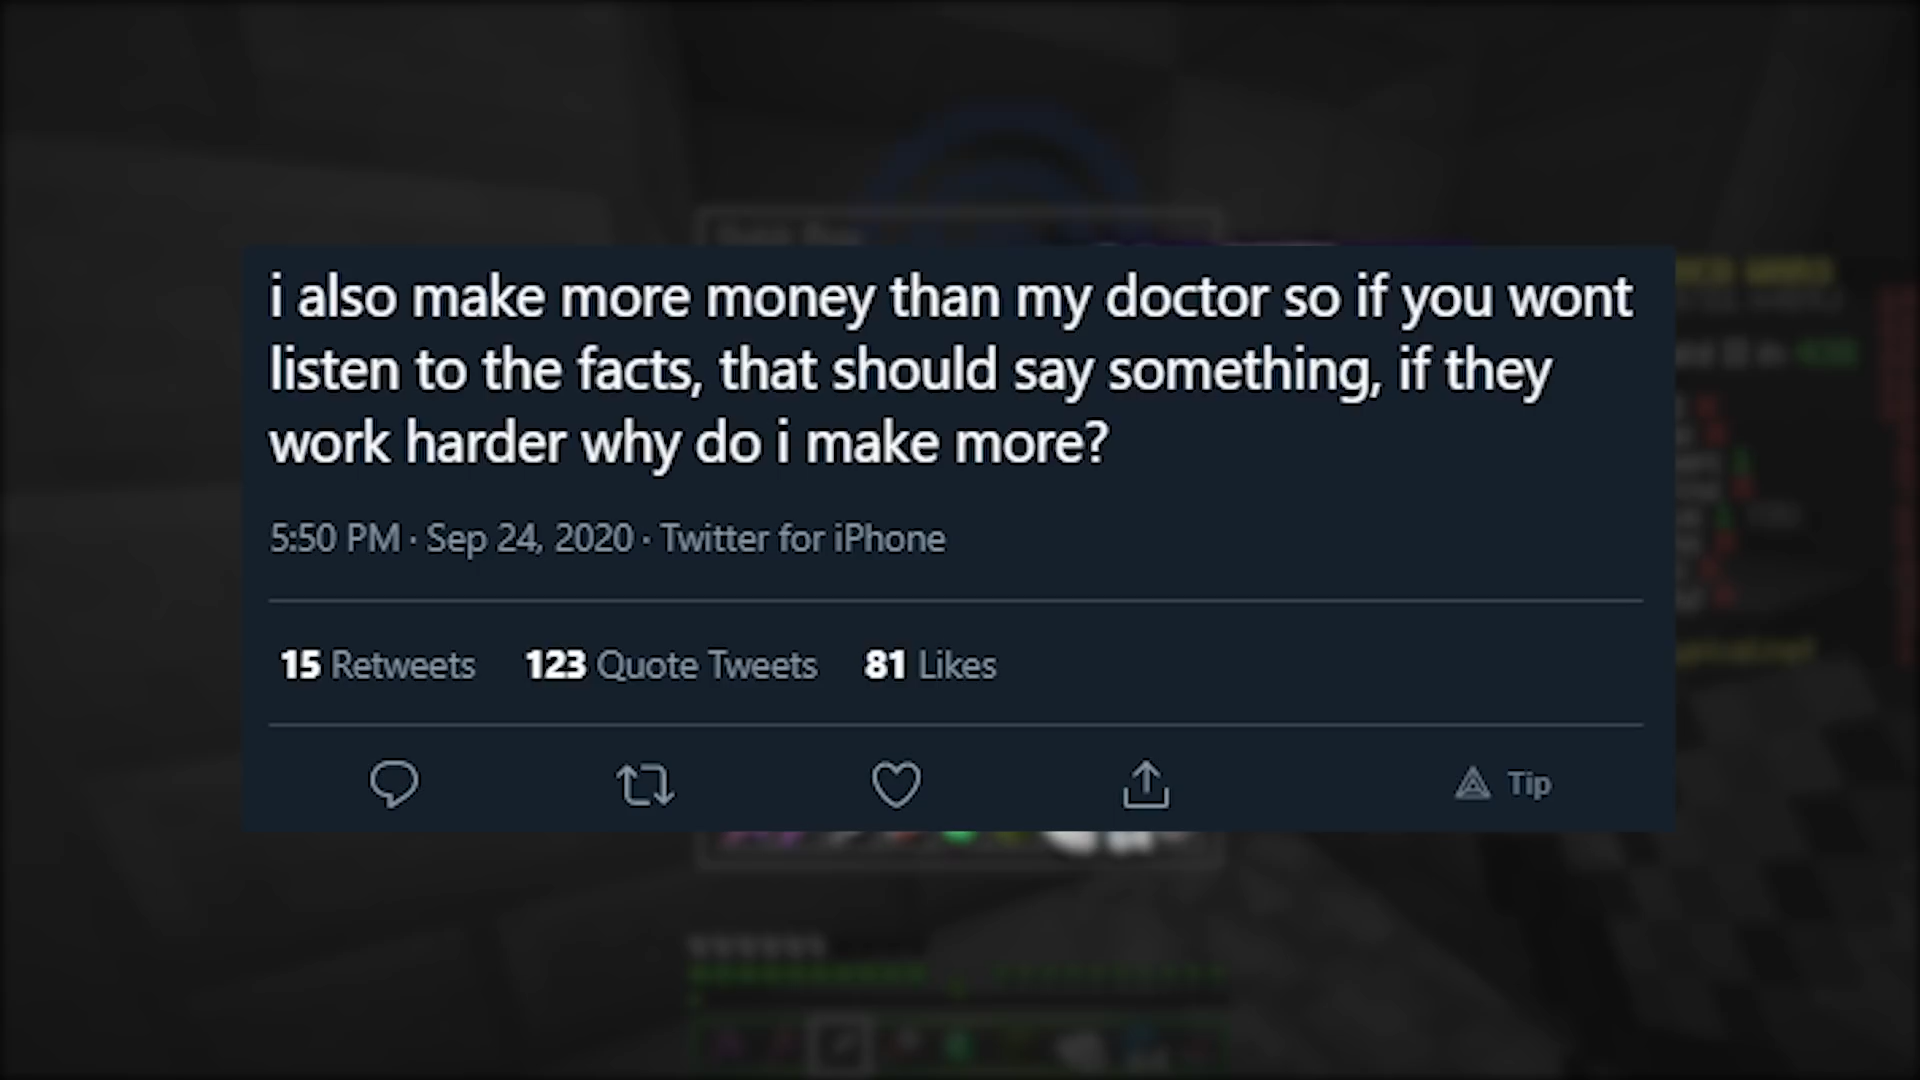 i also make more money than my doctor so if you wont
listen to the facts, that should say something, if they
work harder why do i make more?
5:50 PM · Sep 24, 2020 · Twitter for iPhone
15 Retweets 123 Quote Tweets 81 Likes
Tip